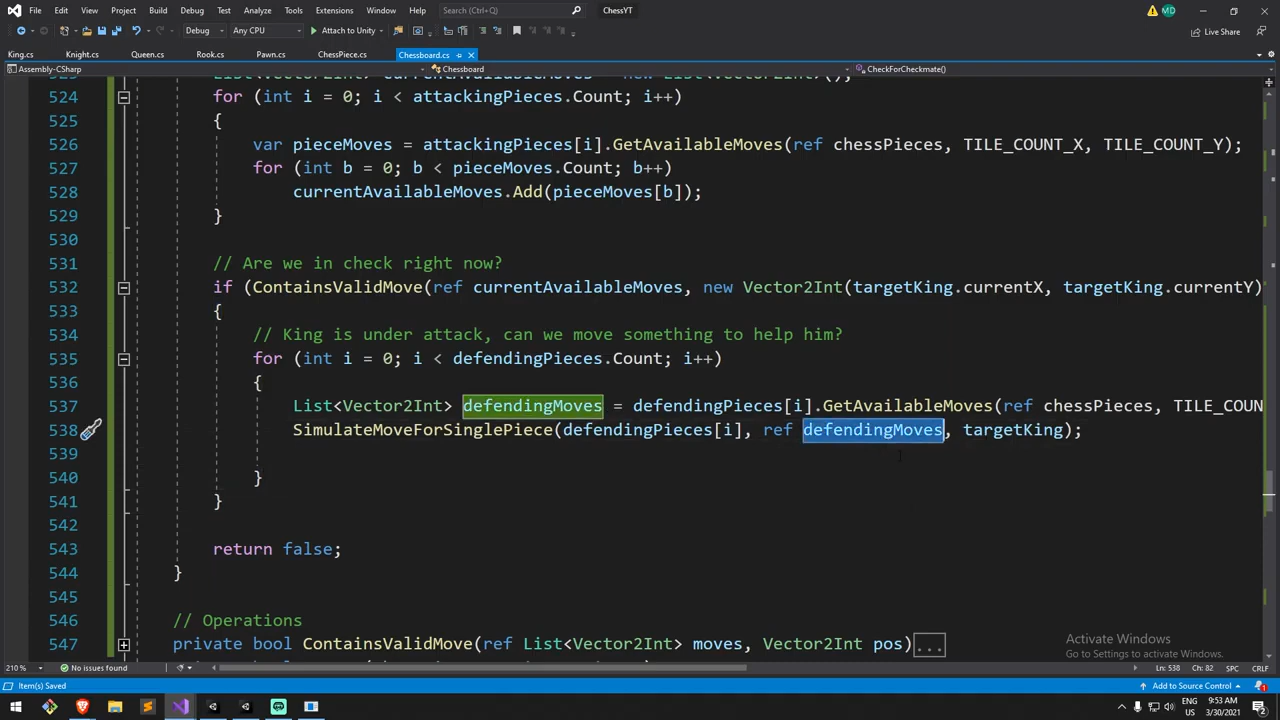 File Edit View Project Build Debug Test Analyze Tools Extensions Window Help Search (Ctrl+Q) ChessYT MD
Debug Any CPU Attach to Unity Live Share
King.cs Knight.cs Queen.cs Rook.cs Pawn.cs ChessPiece.cs Chessboard.cs
Assembly-CSharp Chessboard CheckForCheckmate()
524 for (int i = 0; i < attackingPieces.Count; i++)
525 {
526 var pieceMoves = attackingPieces[i].GetAvailableMoves(ref chessPieces, TILE_COUNT_X, TILE_COUNT_Y);
527 for (int b = 0; b < pieceMoves.Count; b++)
528 currentAvailableMoves.Add(pieceMoves[b]);
529 }
530
531 // Are we in check right now?
532 if (ContainsValidMove(ref currentAvailableMoves, new Vector2Int(targetKing.currentX, targetKing.currentY)
533 {
534 // King is under attack, can we move something to help him?
535 for (int i = 0; i < defendingPieces.Count; i++)
536 {
537 List<Vector2Int> defendingMoves = defendingPieces[i].GetAvailableMoves(ref chessPieces, TILE_COUN
538 SimulateMoveForSinglePiece(defendingPieces[i], ref defendingMoves, targetKing);
539
540 }
541 }
542
543 return false;
544 }
545
546 // Operations
547 private bool ContainsValidMove(ref List<Vector2Int> moves, Vector2Int pos)...
Activate Windows
Go to Settings to activate Windows.
210 % No issues found Ln: 538 Ch: 82 SPC CRLF
Item(s) Saved Add to Source Control 1
ENG 9:53 AM
US 3/30/2021 2